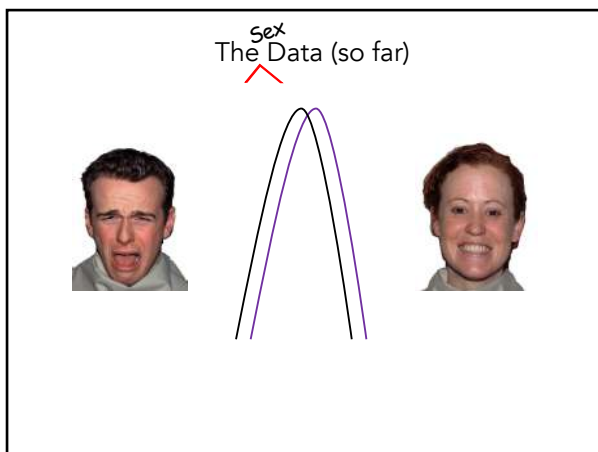 sex
The Data (so far)